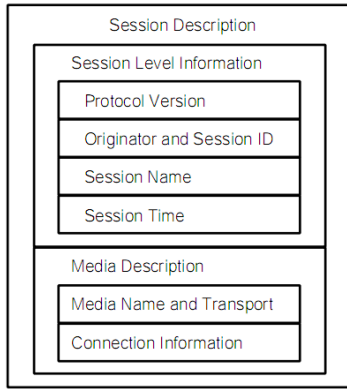 Session Description
Session Level Information
Protocol Version
Originator and Session ID
Session Name
Session Time
Media Description
Media Name and Transport
Connection Information